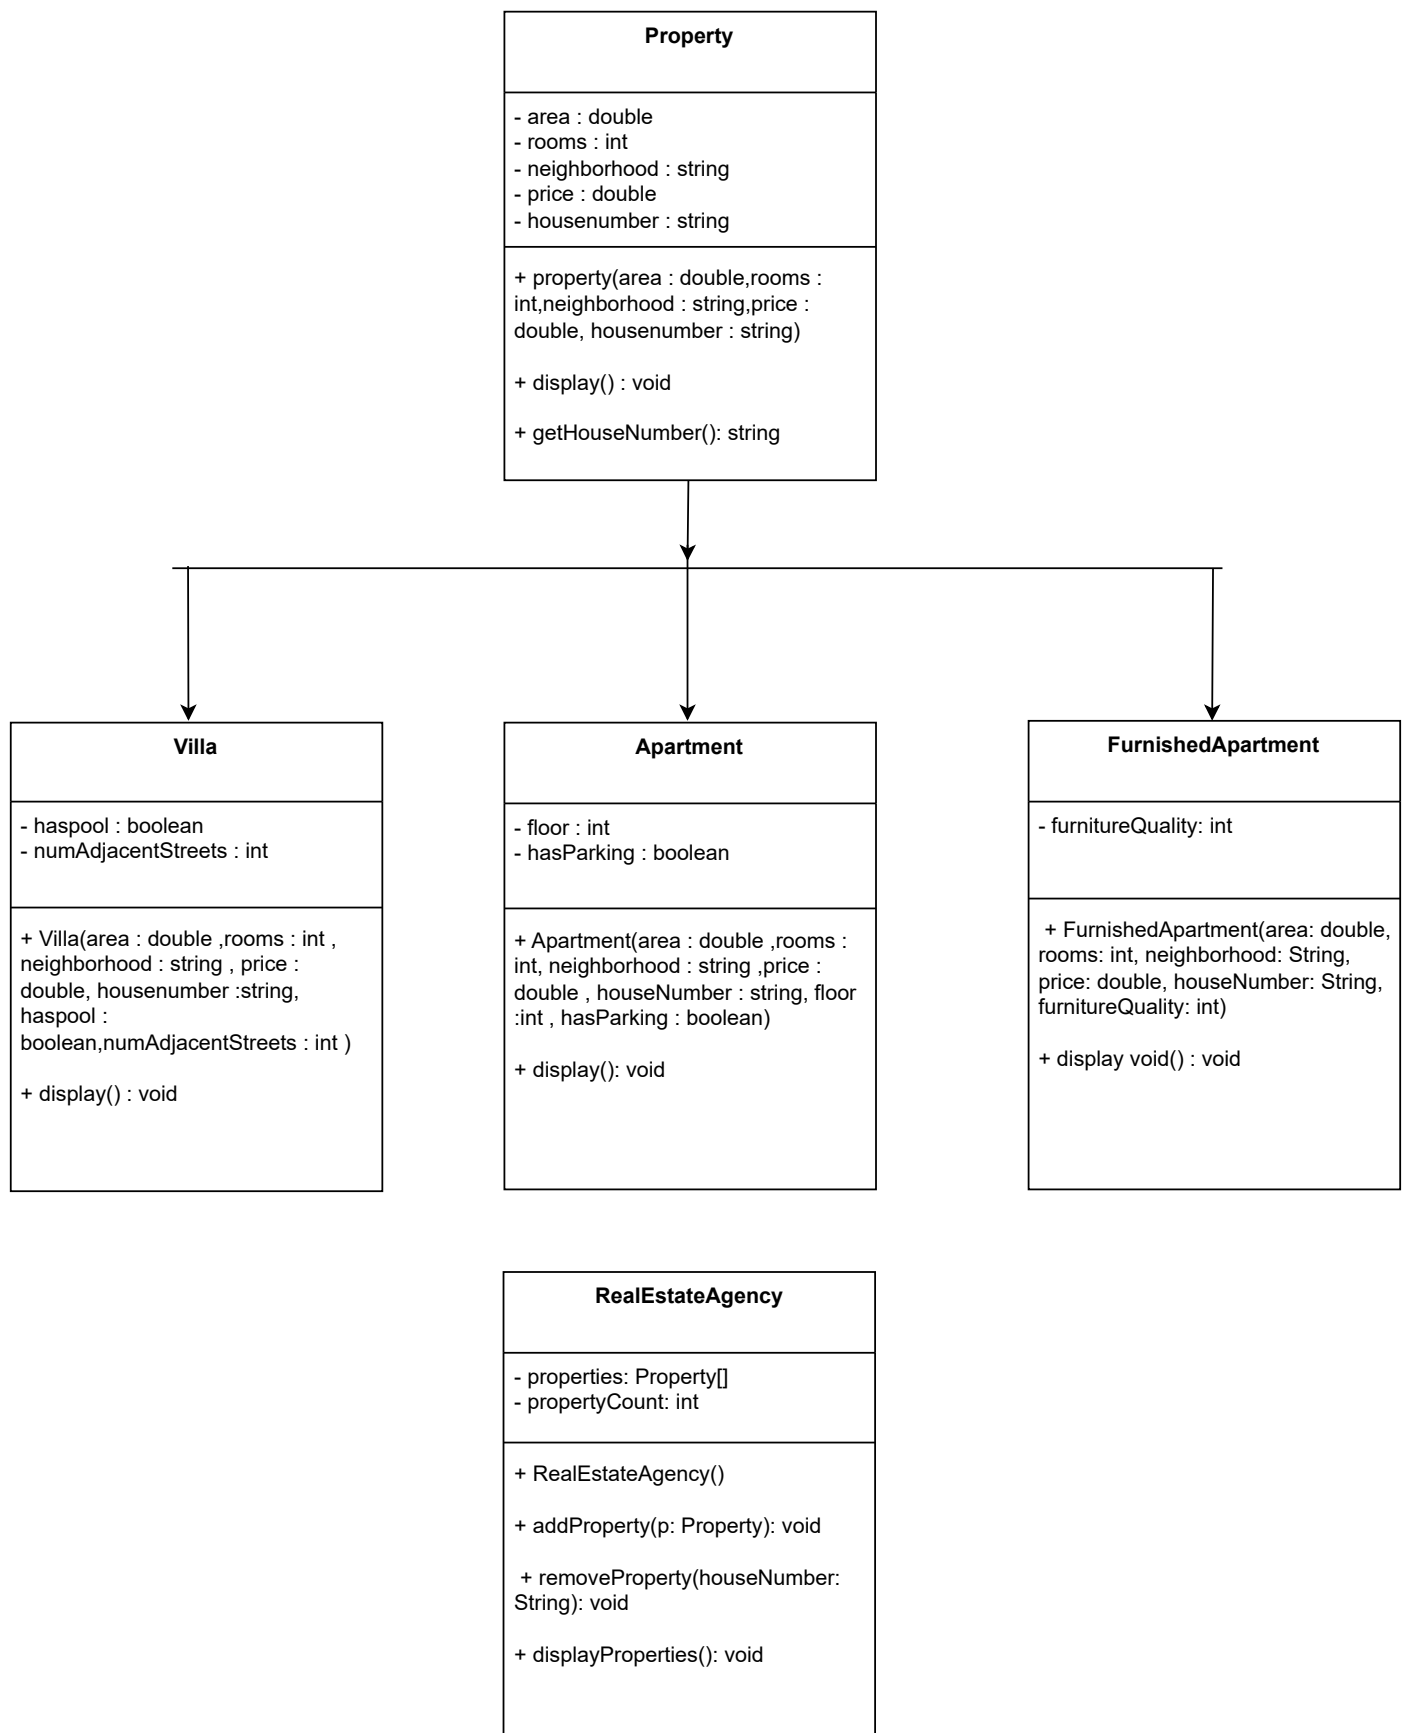 Property
- area : double
- rooms : int
- neighborhood : string
- price : double
- housenumber : string
+ property(area : double,rooms :
int,neighborhood : string,price :
double, housenumber : string)
+ display() : void
+ getHouseNumber(): string
Villa
- haspool : boolean
- numAdjacentStreets : int
+ Villa(area : double ,rooms : int ,
neighborhood : string , price :
double, housenumber :string,
haspool :
boolean,numAdjacentStreets : int )
+ display() : void
Apartment
- floor : int
- hasParking : boolean
+ Apartment(area : double ,rooms :
int, neighborhood : string ,price :
double , houseNumber : string, floor
:int , hasParking : boolean)
+ display(): void
FurnishedApartment
- furnitureQuality: int
+ FurnishedApartment(area: double,
rooms: int, neighborhood: String,
price: double, houseNumber: String,
furnitureQuality: int)
+ display void() : void
RealEstateAgency
- properties: Property[]
- propertyCount: int
+ RealEstateAgency()
+ addProperty(p: Property): void
+ removeProperty(houseNumber:
String): void
+ displayProperties(): void